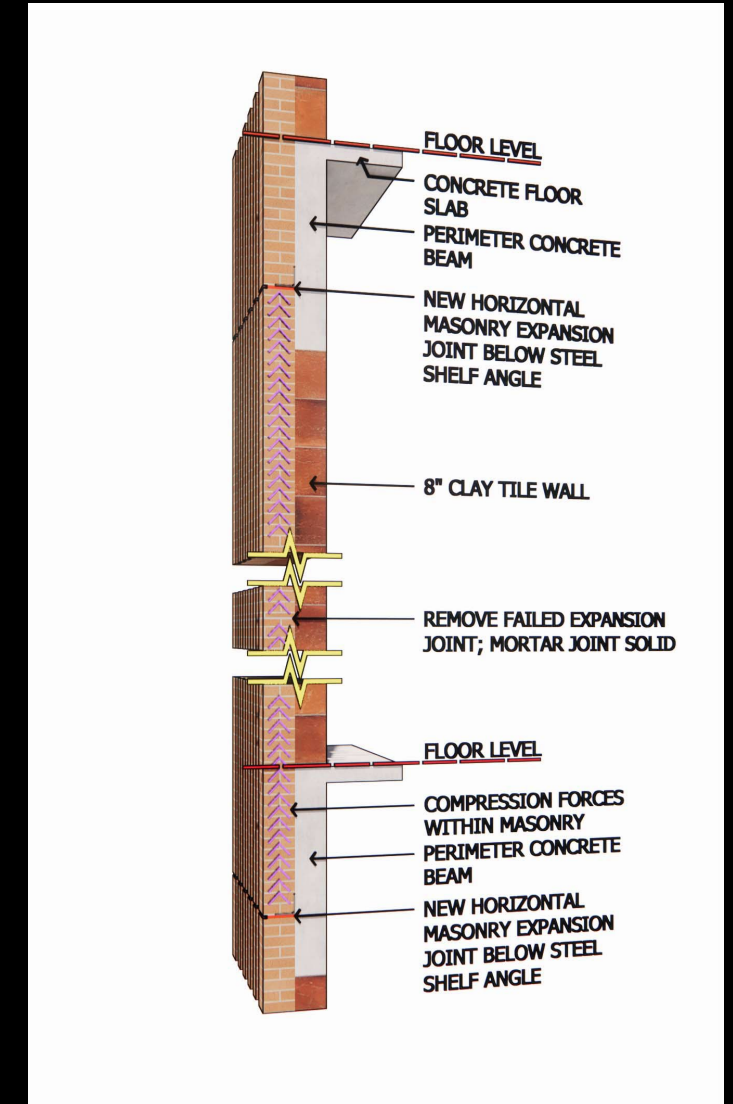 FLOOR LEVEL
CONCRETE FLOOR
SLAB
PERIMETER CONCRETE
BEAM
NEW HORIZONTAL
MASONRY EXPANSION
JOINT BELOW STEEL
SHELF ANGLE
8" CLAY TILE WALL
REMOVE FAILED EXPANSION
JOINT; MORTAR JOINT SOLID
FLOOR LEVEL
COMPRESSION FORCES
WITHIN MASONRY
PERIMETER CONCRETE
BEAM
NEW HORIZONTAL
MASONRY EXPANSION
JOINT BELOW STEEL
SHELF ANGLE